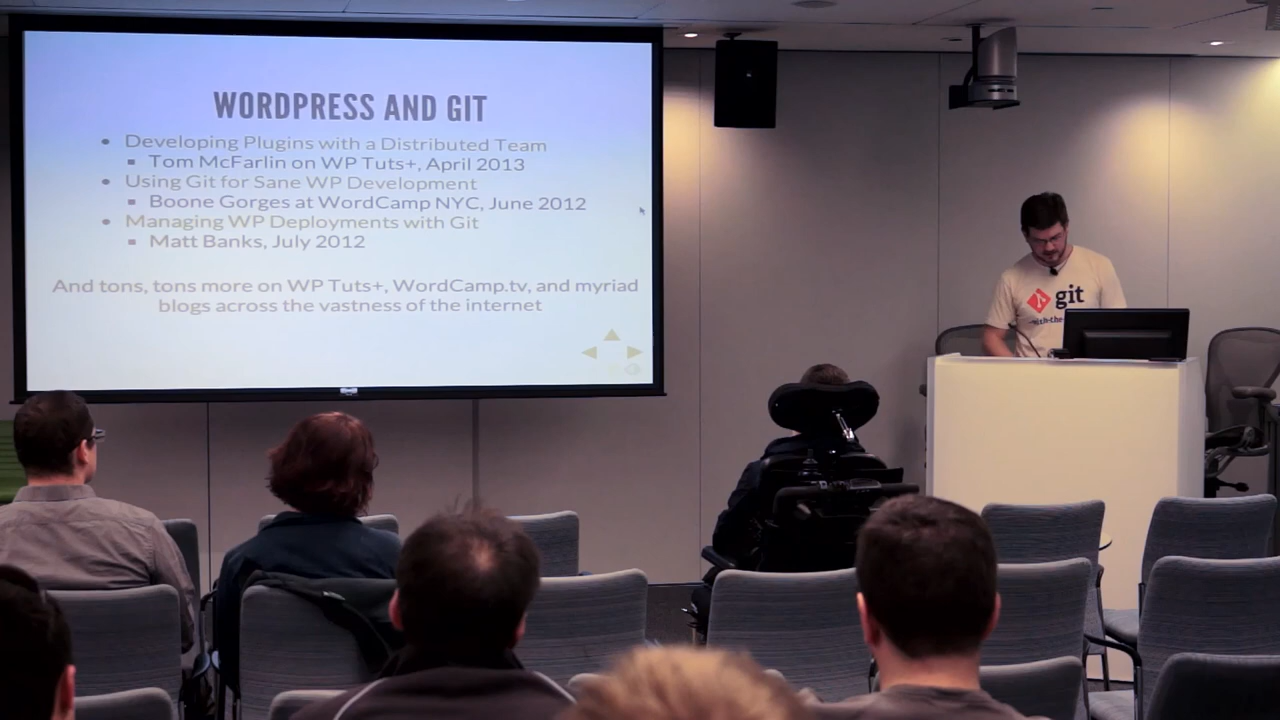 WORDPRESS AND GIT
Developing Plugins with a Distributed Team
Tom McFarlin on WP Tuts+, April 2013
Using Git for Sane WP Development
Boone Gorges at WordCamp NYC, June 2012
Managing WP Deployments with Git
Matt Banks, July 2012
And tons, tons more on WP Tuts+, WordCamp.tv, and myriad
blogs across the vastness of the internet
git